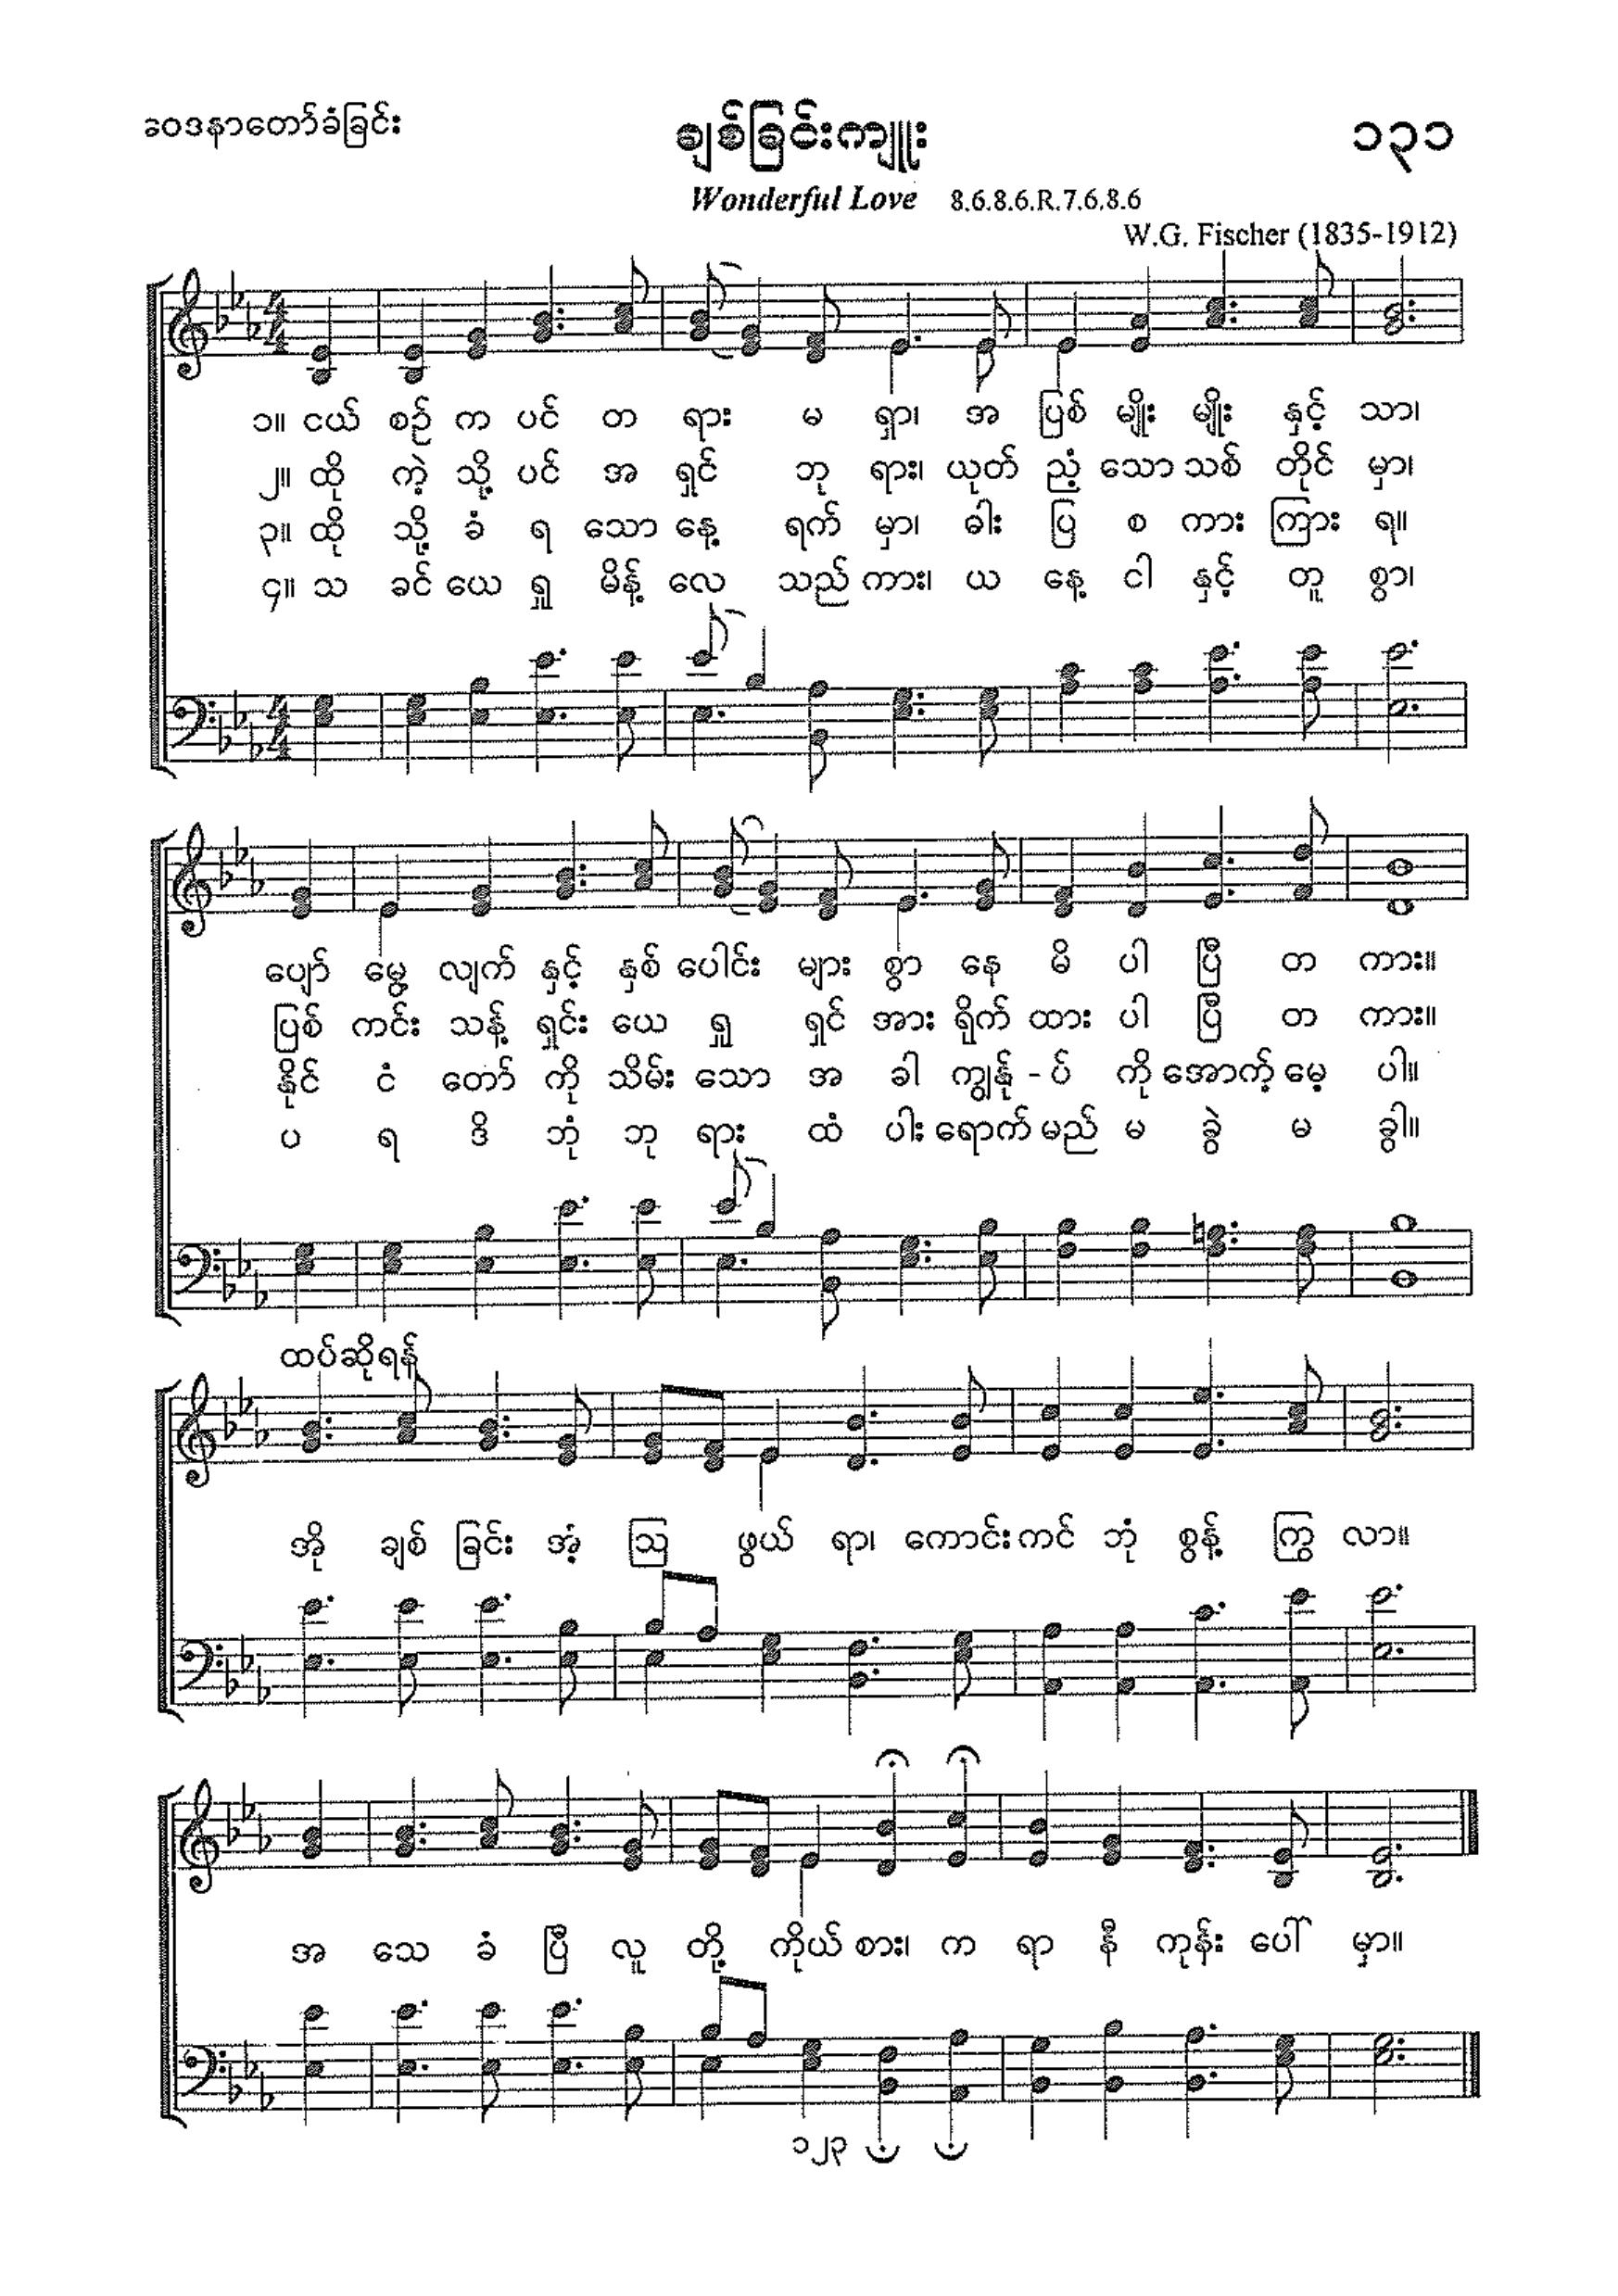 ဝေဒနာတော်ခံခြင်း
ချစ်ခြင်းကျူး
၁၃၁
Wonderful Love 8.6.8.6.R.7.6.8.6
W.G. Fischer (1835-1912)
၁။ ငယ် စဉ် က ပင် တ ရား မ ရှာ၊ အ ပြစ် မျိုး မျိုး နှင့် သာ၊
၂။ ထို ကဲ့ သို့ ပင် အ ရှင် ဘု ရား၊ ယုတ် ညံ့ သော သစ် တိုင် မှာ၊
၃။ ထို သို့ ခံ ရ သော နေ့ ရက် မှာ၊ ဓါး ပြ စ ကား ကြား ရ။
၄။ သ ခင် ယေ ရှု မိန့် လေ သည် ကား၊ ယ နေ့ ငါ နှင့် တူ စွာ၊
ပျော် မွေ့ လျက် နှင့် နှစ် ပေါင်း များ စွာ နေ မိ ပါ ပြီ တ ကား။
ပြစ် ကင်း သန့် ရှင်း ယေ ရှု ရှင် အား ရိုက် ထား ပါ ပြီ တ ကား။
နိုင် ငံ တော် ကို သိမ်း သော အ ခါ ကျွန် - ပ် ကို အောက့် မေ့ ပါ။
ပ ရ ဒိ ဘုံ ဘု ရား ထံ ပါး ရောက် မည် မ ခွဲ မ ခွါ။
ထပ်ဆိုရန်
အို ချစ် ခြင်း အံ့ ဩ ဖွယ် ရာ၊ ကောင်း ကင် ဘုံ စွန့် ကြွ လာ။
အ သေ ခံ ပြီ လူ တို့ ကိုယ် စား၊ က ရာ နီ ကုန်း ပေါ် မှာ။
၁၂၃